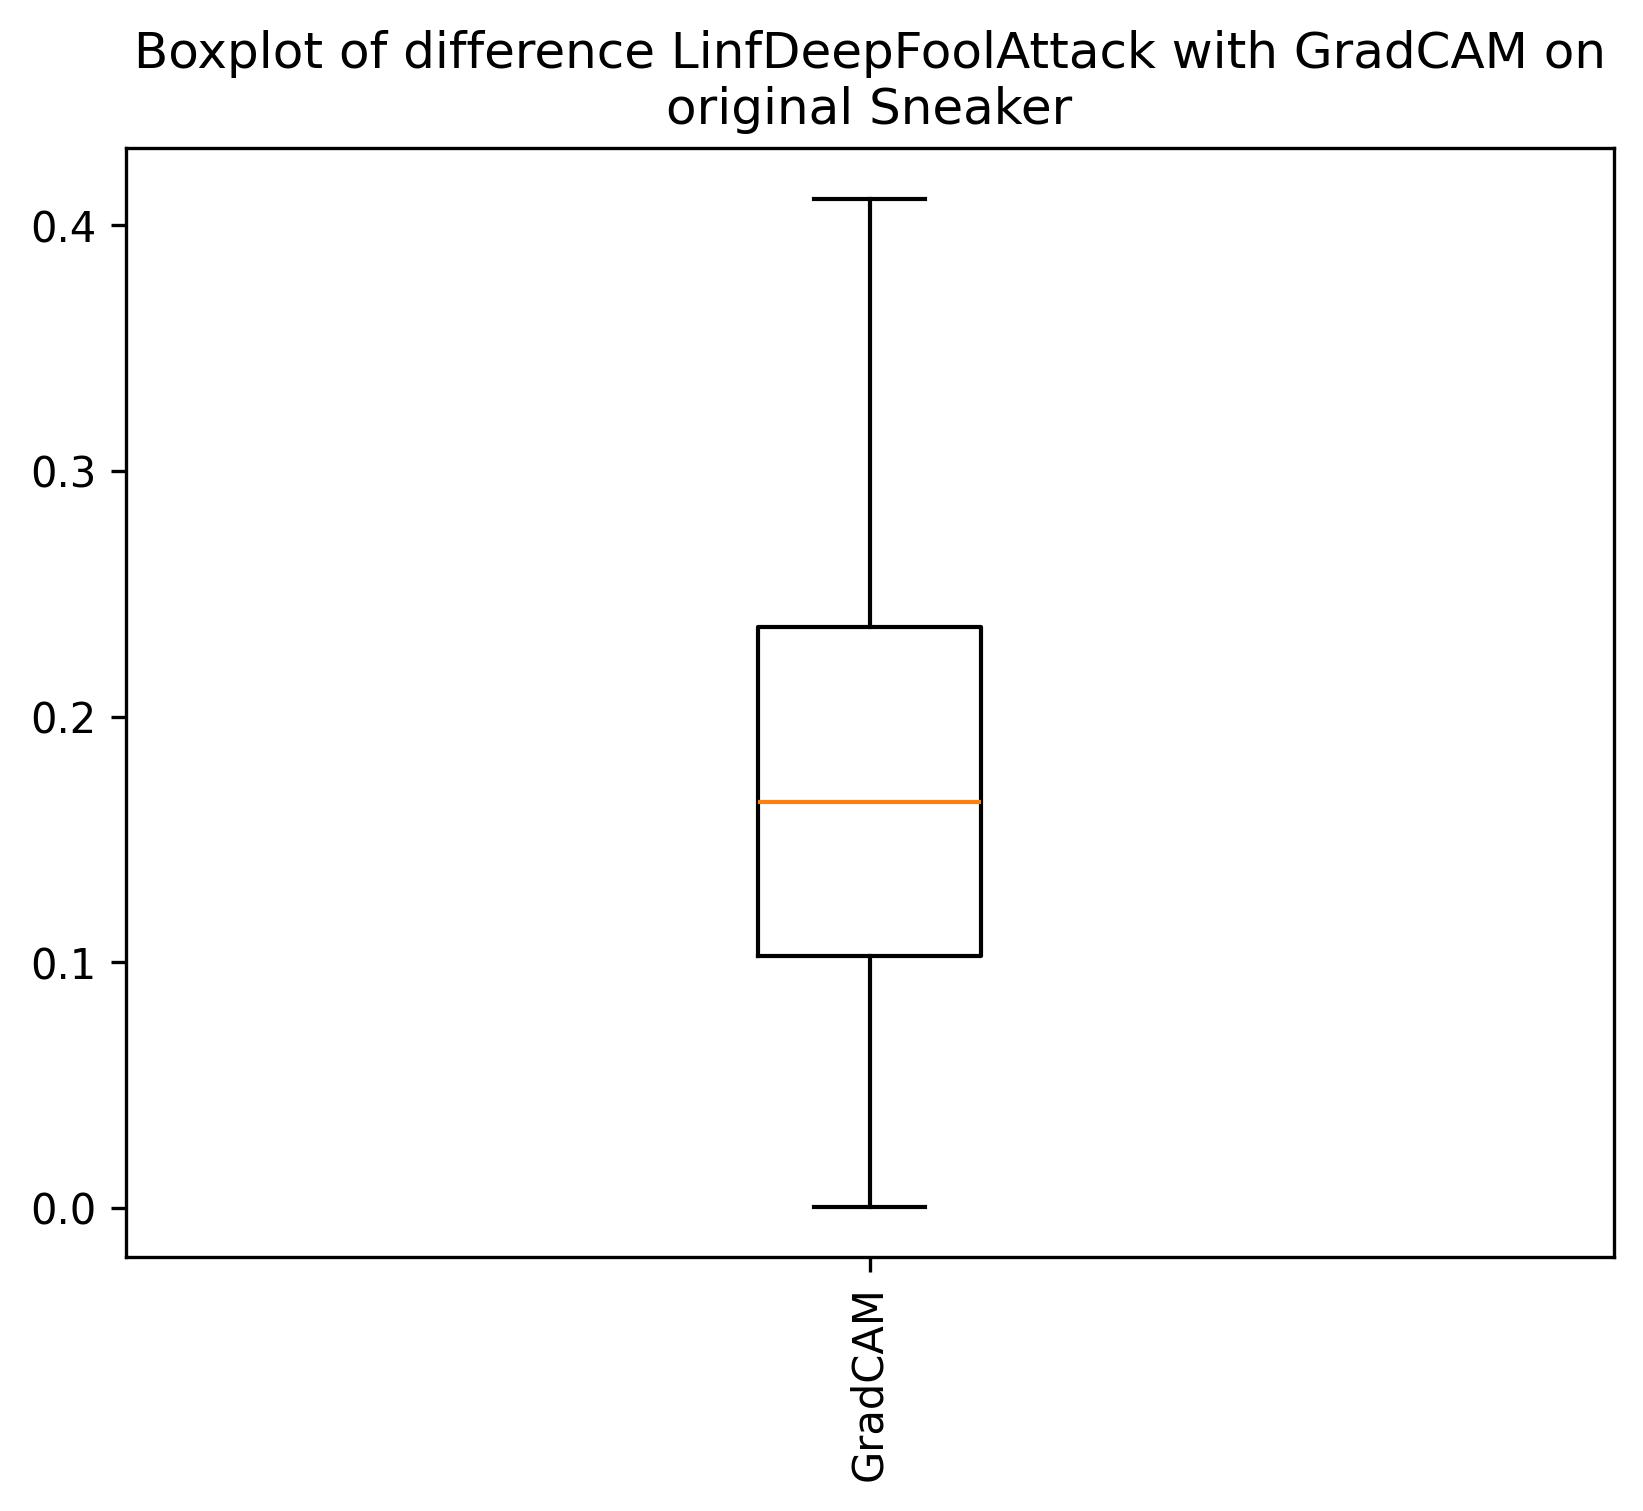 Boxplot of difference LinfDeepFoolAttack with GradCAM on
original Sneaker
0.4
0.3
0.2
0.1
0.0
GradCAM